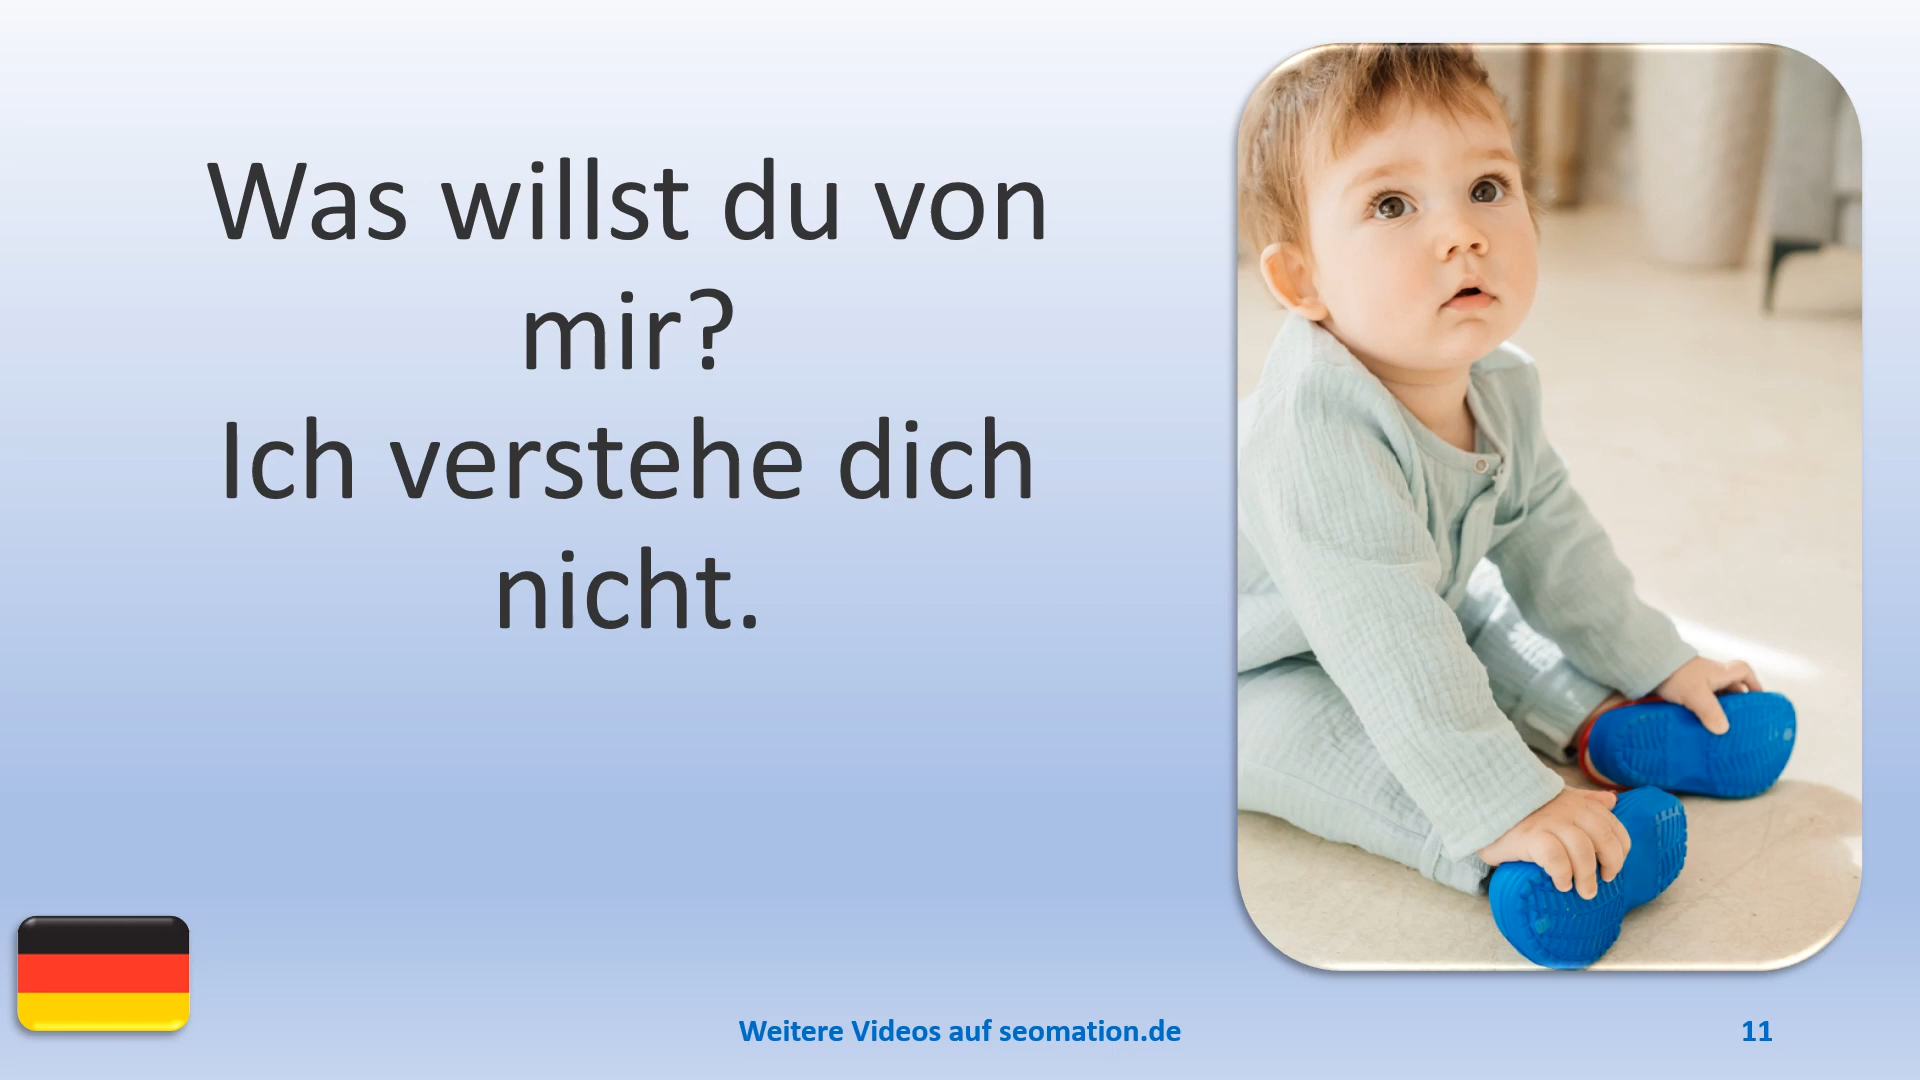 Was willst du von
mir?
Ich verstehe dich
nicht.
Weitere Videos auf seomation.de
11